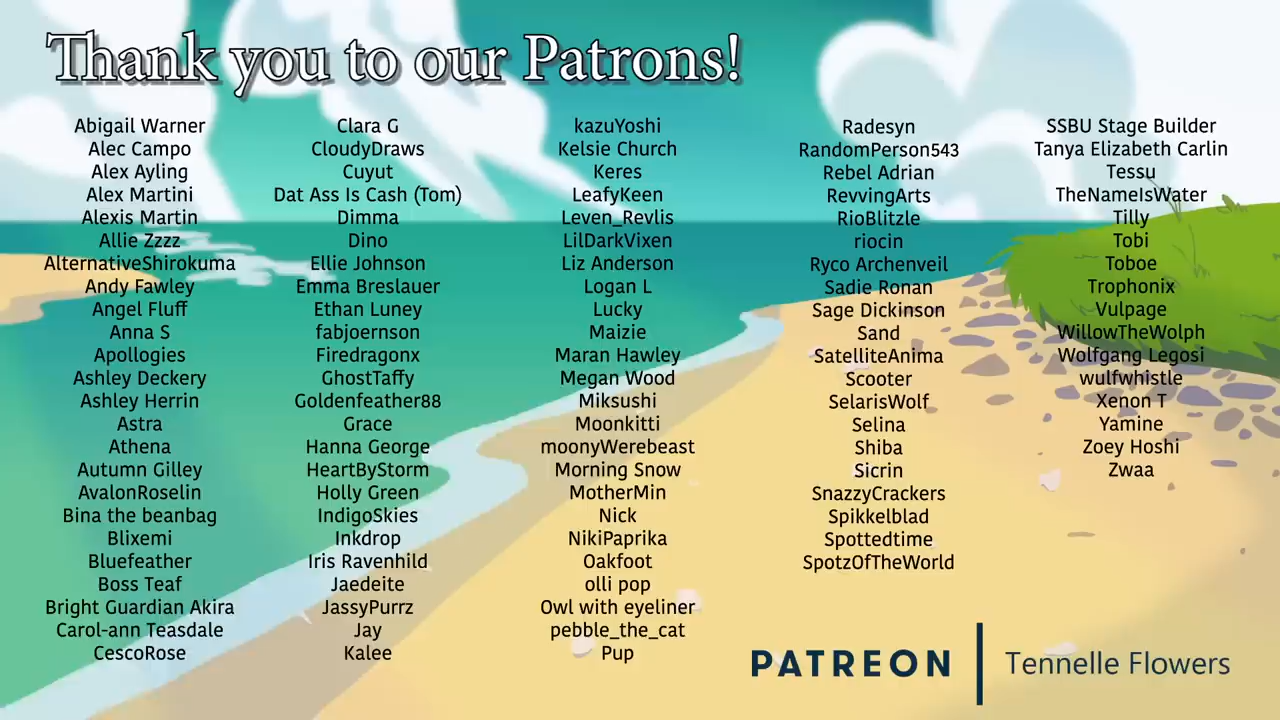 Thank you to our Patrons!
Abigail Warner
Alec Campo
Alex Ayling
Alex Martini
Alexis Martin
Allie Zzzz
AlternativeShirokuma
Andy Fawley
Angel Fluff
Anna S
Apollogies
Ashley Deckery
Ashley Herrin
Astra
Athena
Autumn Gilley
AvalonRoselin
Bina the beanbag
Blixemi
Bluefeather
Boss Teaf
Bright Guardian Akira
Carol-ann Teasdale
CescoRose
Clara G
CloudyDraws
Cuyut
Dat Ass Is Cash (Tom)
Dimma
Dino
Ellie Johnson
Emma Breslauer
Ethan Luney
fabjoernson
Firedragonx
GhostTaffy
Goldenfeather88
Grace
Hanna George
HeartByStorm
Holly Green
IndigoSkies
Inkdrop
Iris Ravenhild
Jaedeite
JassyPurrz
Jay
Kalee
kazuYoshi
Kelsie Church
Keres
LeafyKeen
Leven_Revlis
LilDarkVixen
Liz Anderson
Logan L
Lucky
Maizie
Maran Hawley
Megan Wood
Miksushi
Moonkitti
moonyWerebeast
Morning Snow
MotherMin
Nick
NikiPaprika
Oakfoot
olli pop
Owl with eyeliner
pebble_the_cat
Pup
Radesyn
RandomPerson543
Rebel Adrian
RevvingArts
RioBlitzle
riocin
Ryco Archenveil
Sadie Ronan
Sage Dickinson
Sand
SatelliteAnima
Scooter
SelarisWolf
Selina
Shiba
Sicrin
SnazzyCrackers
Spikkelblad
Spottedtime
SpotzOfTheWorld
SSBU Stage Builder
Tanya Elizabeth Carlin
Tessu
TheNameIsWater
Tilly
Tobi
Toboe
Trophonix
Vulpage
WillowTheWolph
Wolfgang Legosi
wulfwhistle
Xenon T
Yamine
Zoey Hoshi
Zwaa
PATREON | Tennelle Flowers